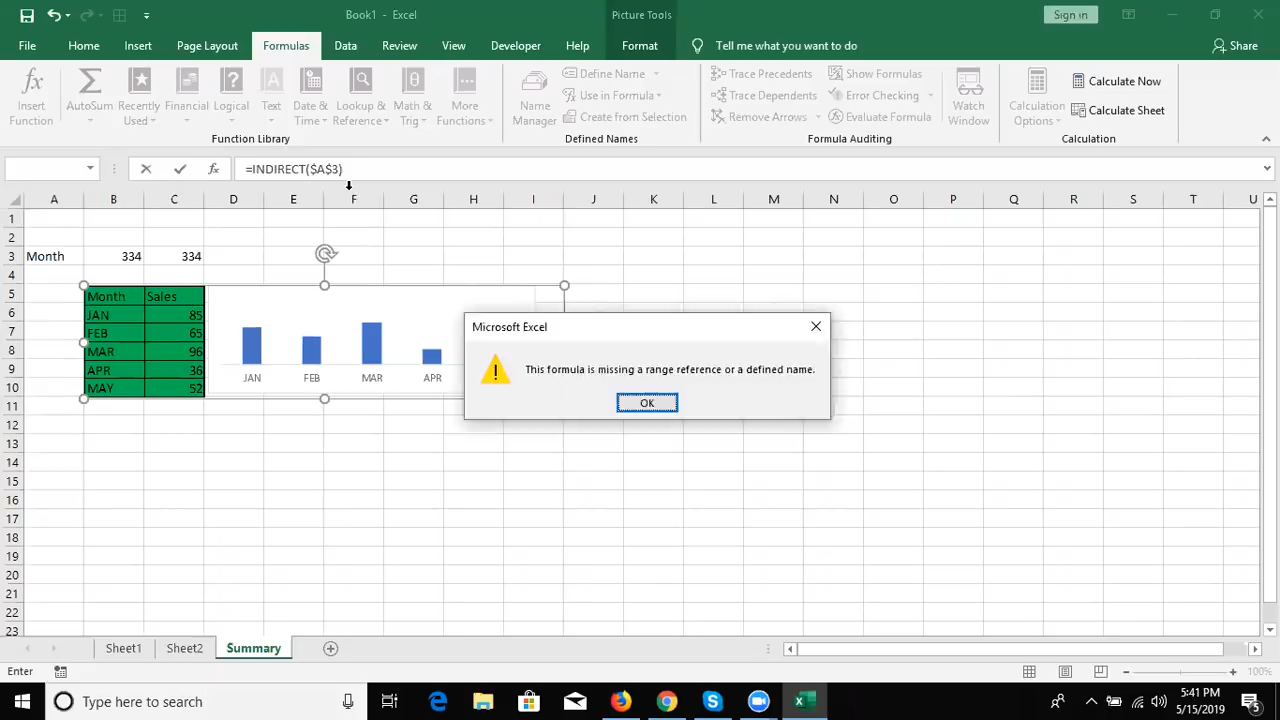 Book1 - Excel
Picture Tools
Sign in
File
Home
Insert
Page Layout
Formulas
Data
Review
View
Developer
Help
Format
Tell me what you want to do
Share
Insert Function
AutoSum
Recently Used
Financial
Logical
Text
Date & Time
Lookup & Reference
Math & Trig
More Functions
Function Library
Name Manager
Define Name
Use in Formula
Create from Selection
Defined Names
Trace Precedents
Trace Dependents
Remove Arrows
Show Formulas
Error Checking
Evaluate Formula
Formula Auditing
Watch Window
Calculation Options
Calculate Now
Calculate Sheet
Calculation
fx =INDIRECT($A$3)
A B C D E F G H I J K L M N O P Q R S T U
1
2
3 Month 334 334
4
5 Month Sales
6 JAN 85
7 FEB 65
8 MAR 96
9 APR 36
10 MAY 52
JAN FEB MAR APR
Microsoft Excel
This formula is missing a range reference or a defined name.
OK
11
12
13
14
15
16
17
18
19
20
21
22
23
Sheet1 Sheet2 Summary
Enter
100%
Type here to search
5:41 PM
5/15/2019
5